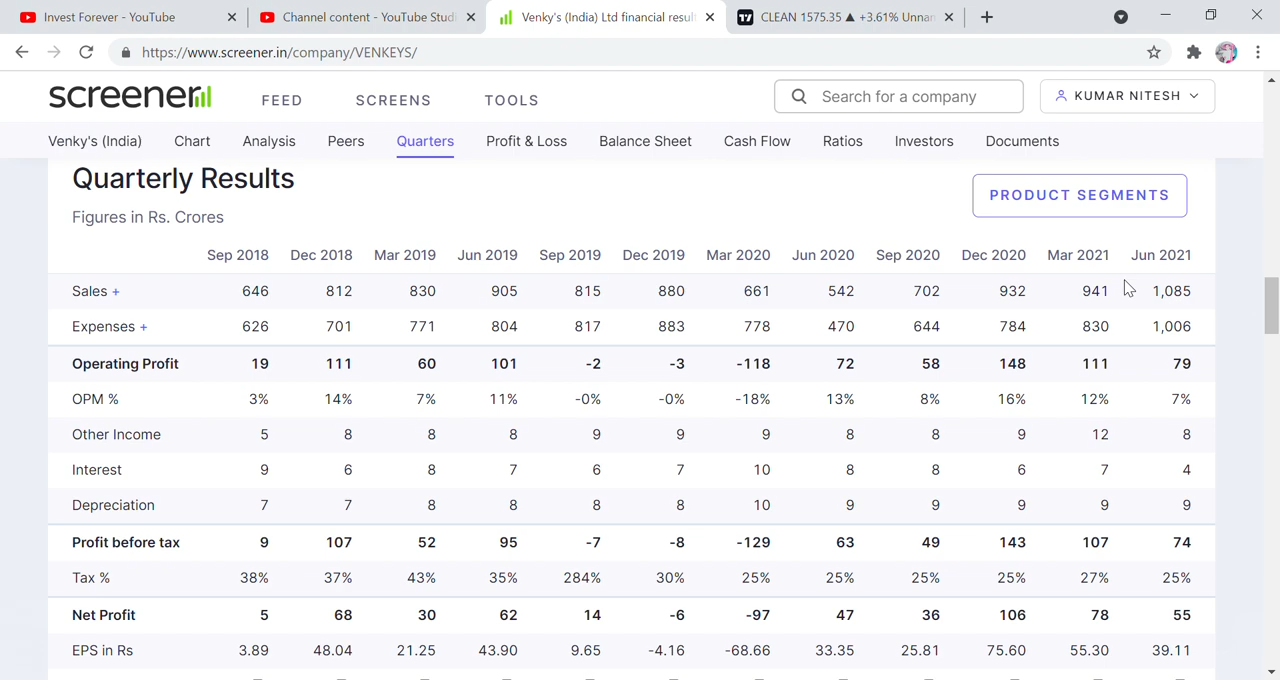 Invest Forever - YouTube
Channel content - YouTube Studi
Venky's (India) Ltd financial resul
CLEAN 1575.35 ▲ +3.61% Unnan
https://www.screener.in/company/VENKEYS/
screener
FEED SCREENS TOOLS
Search for a company
KUMAR NITESH
Venky's (India) Chart Analysis Peers Quarters Profit & Loss Balance Sheet Cash Flow Ratios Investors Documents
Quarterly Results
PRODUCT SEGMENTS
Figures in Rs. Crores
Sep 2018 Dec 2018 Mar 2019 Jun 2019 Sep 2019 Dec 2019 Mar 2020 Jun 2020 Sep 2020 Dec 2020 Mar 2021 Jun 2021
Sales + 646 812 830 905 815 880 661 542 702 932 941 1,085
Expenses + 626 701 771 804 817 883 778 470 644 784 830 1,006
Operating Profit 19 111 60 101 -2 -3 -118 72 58 148 111 79
OPM % 3% 14% 7% 11% -0% -0% -18% 13% 8% 16% 12% 7%
Other Income 5 8 8 8 9 9 9 8 8 9 12 8
Interest 9 6 8 7 6 7 10 8 8 6 7 4
Depreciation 7 7 8 8 8 8 10 9 9 9 9 9
Profit before tax 9 107 52 95 -7 -8 -129 63 49 143 107 74
Tax % 38% 37% 43% 35% 284% 30% 25% 25% 25% 25% 27% 25%
Net Profit 5 68 30 62 14 -6 -97 47 36 106 78 55
EPS in Rs 3.89 48.04 21.25 43.90 9.65 -4.16 -68.66 33.35 25.81 75.60 55.30 39.11